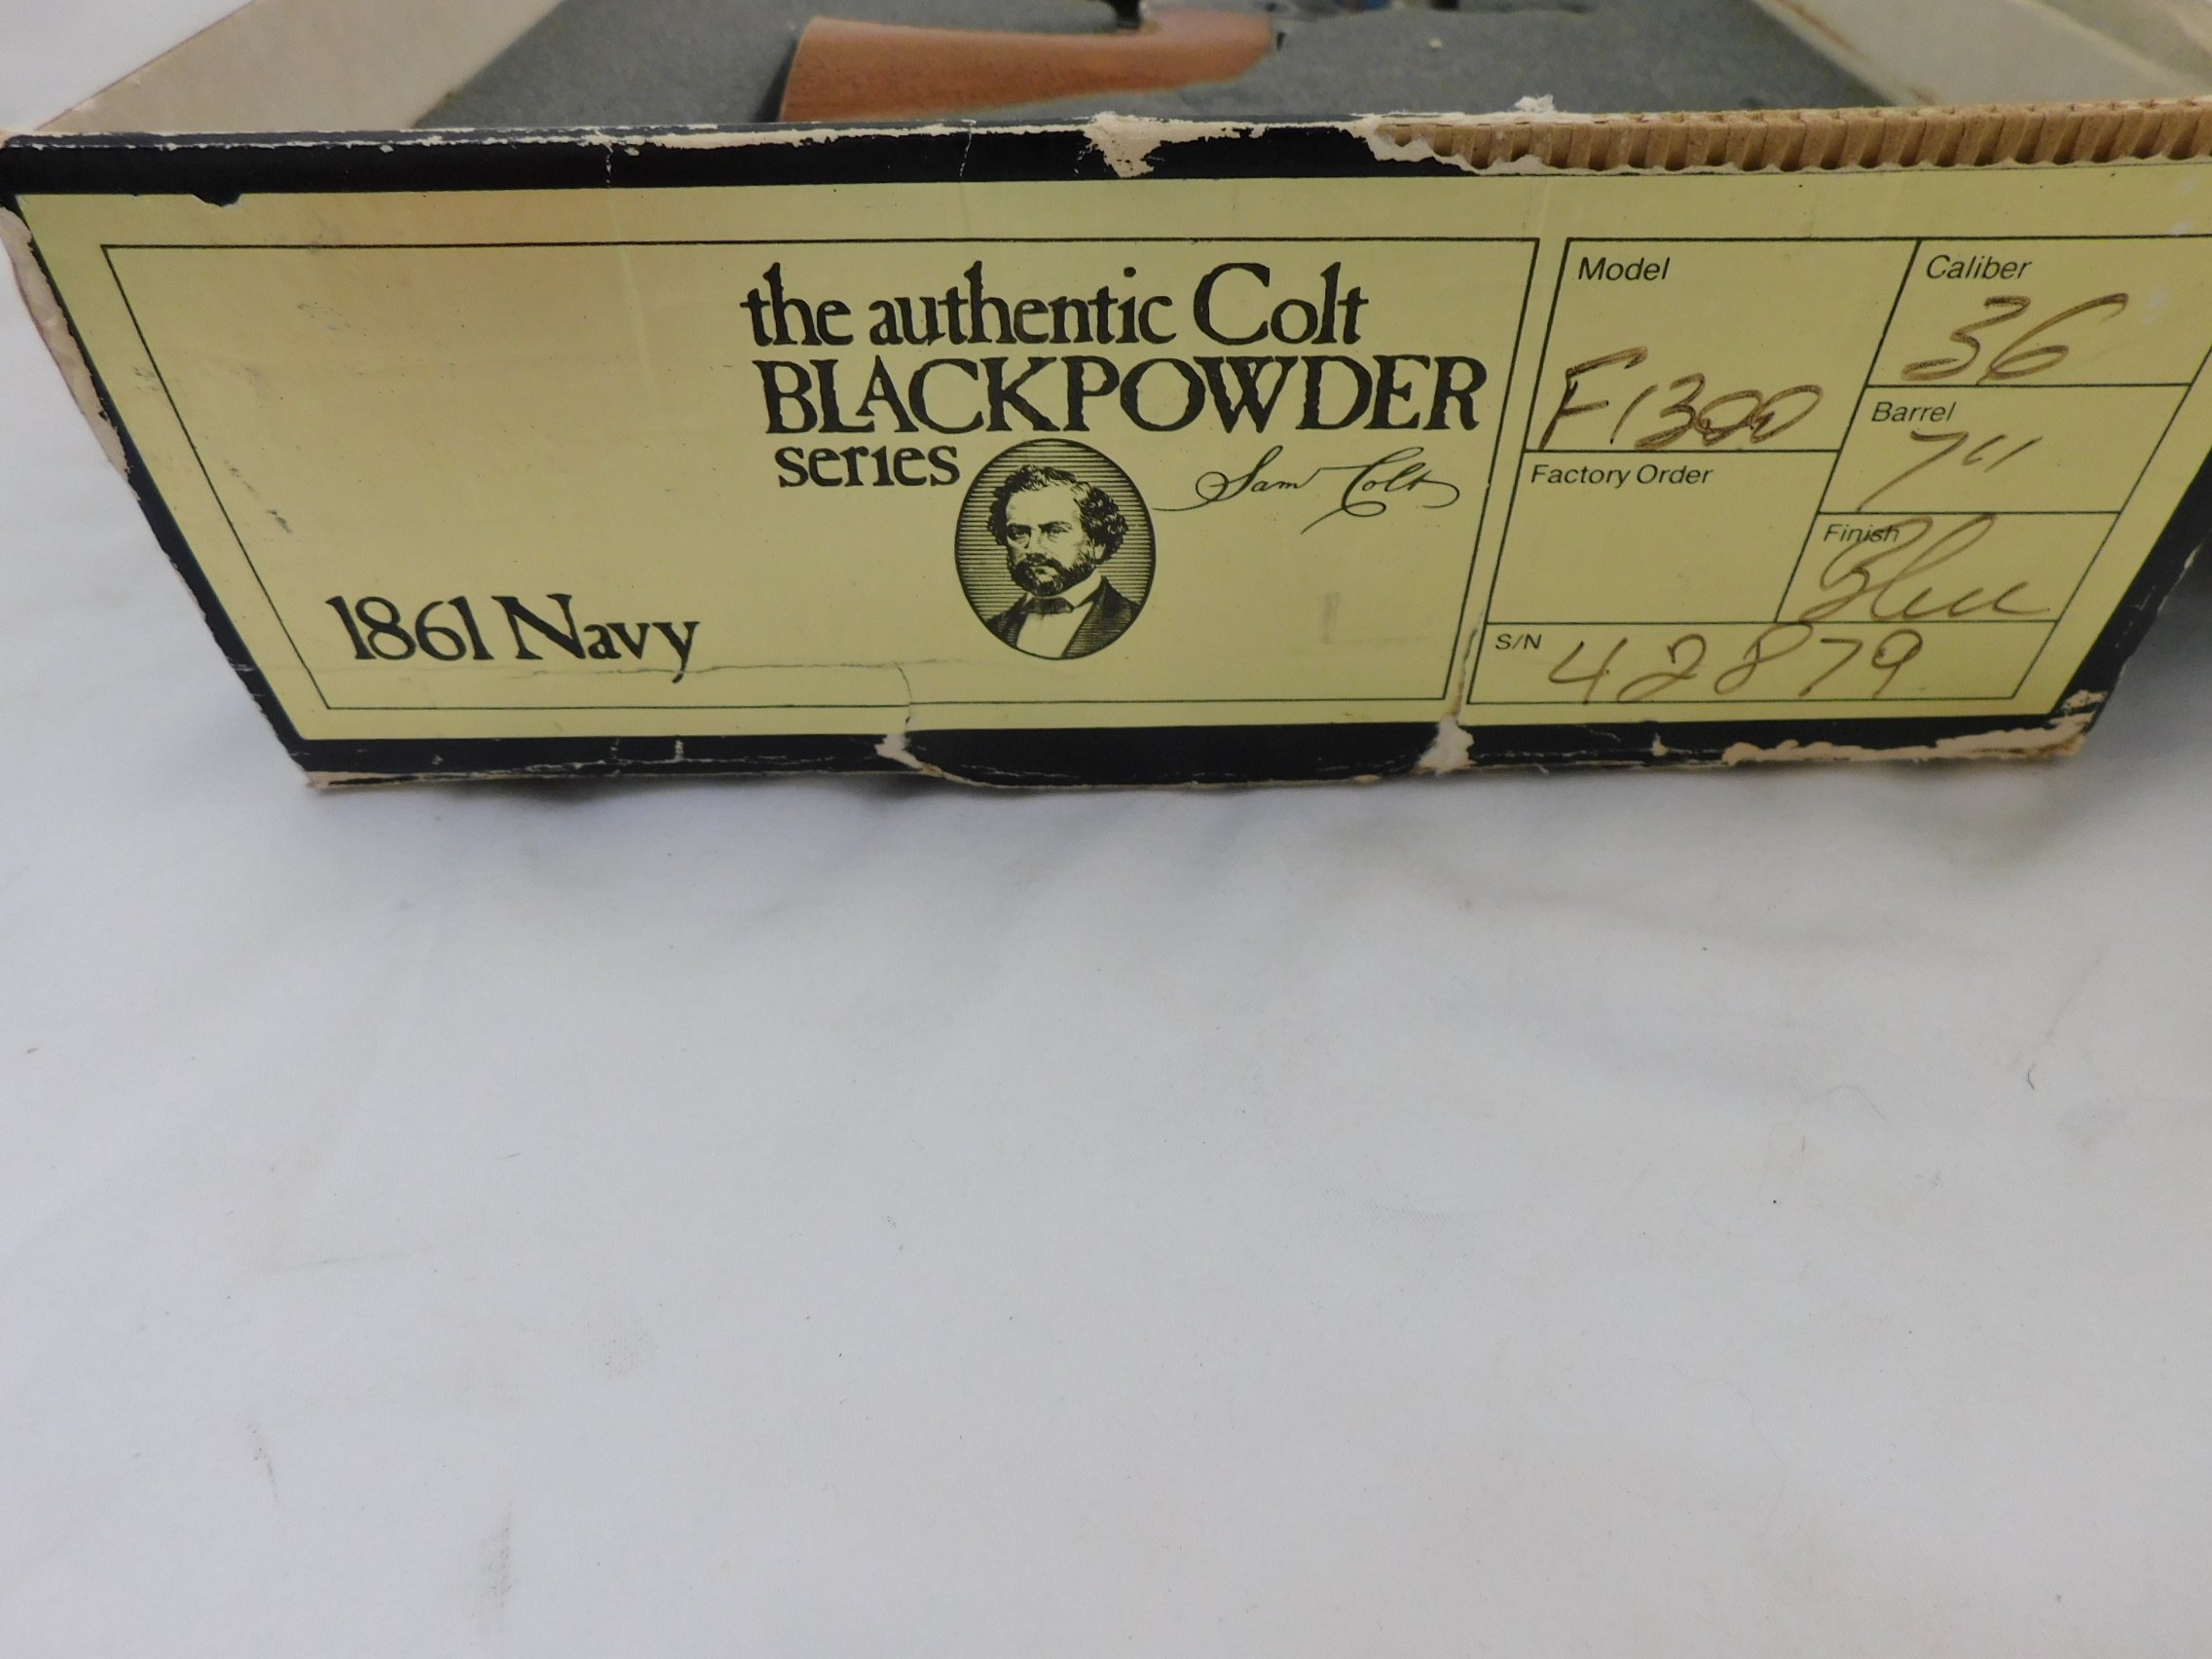 the authentic Colt
BLACKPOWDER
series
Sam Colt
1861 Navy
Model
F1300
Caliber
36
Barrel
7"
Factory Order
Finish
Blue
S/N 42879